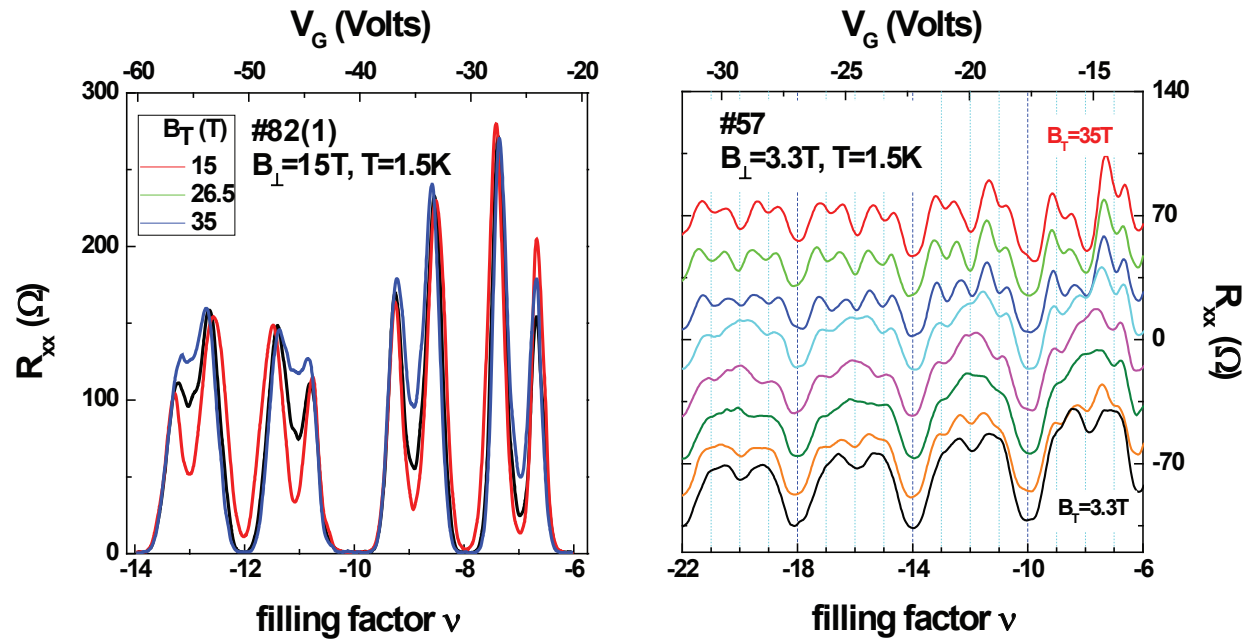 V_G (Volts)
-60 -50 -40 -30 -20
300
200
100
0
R_xx (Ω)
B_T (T)
15
26.5
35
#82(1)
B_⊥=15T, T=1.5K
-14 -12 -10 -8 -6
filling factor ν
V_G (Volts)
-30 -25 -20 -15
#57
B_⊥=3.3T, T=1.5K
B_T=35T
140
70
0
-70
R_xx (Ω)
B_T=3.3T
-22 -18 -14 -10 -6
filling factor ν